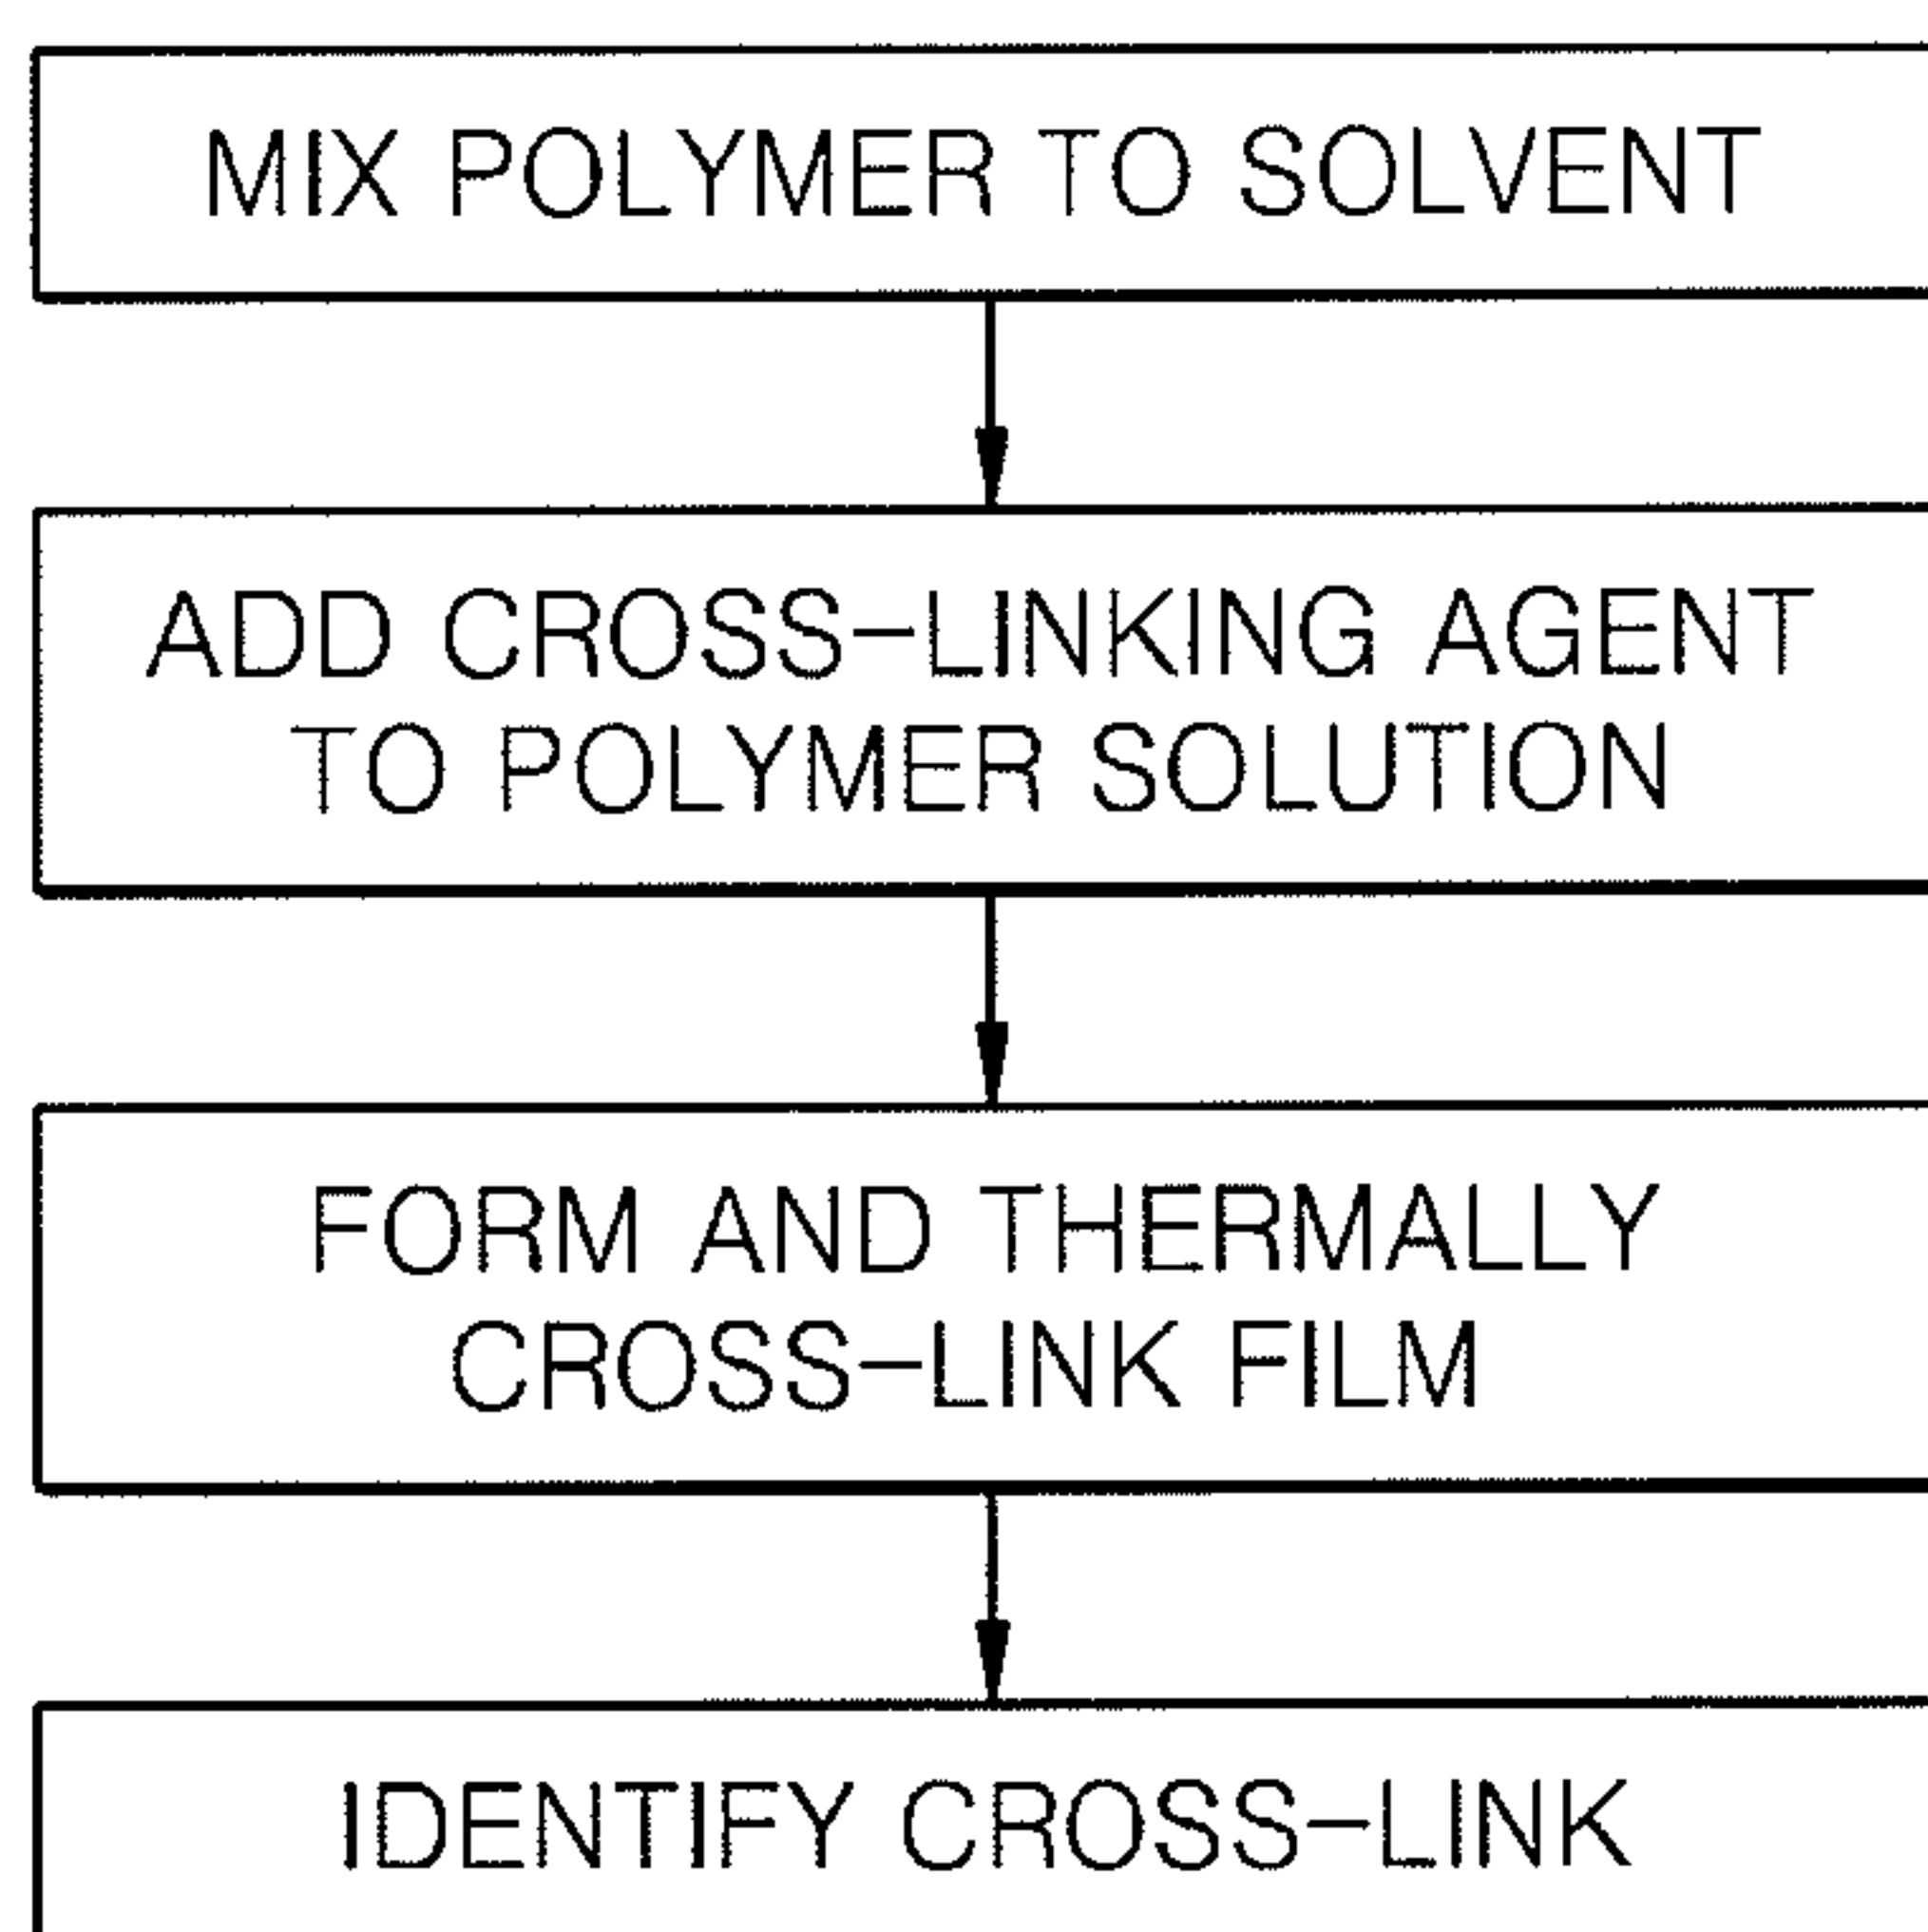 MIX POLYMER TO SOLVENT
ADD CROSS-LINKING AGENT
TO POLYMER SOLUTION
FORM AND THERMALLY
CROSS-LINK FILM
IDENTIFY CROSS-LINK